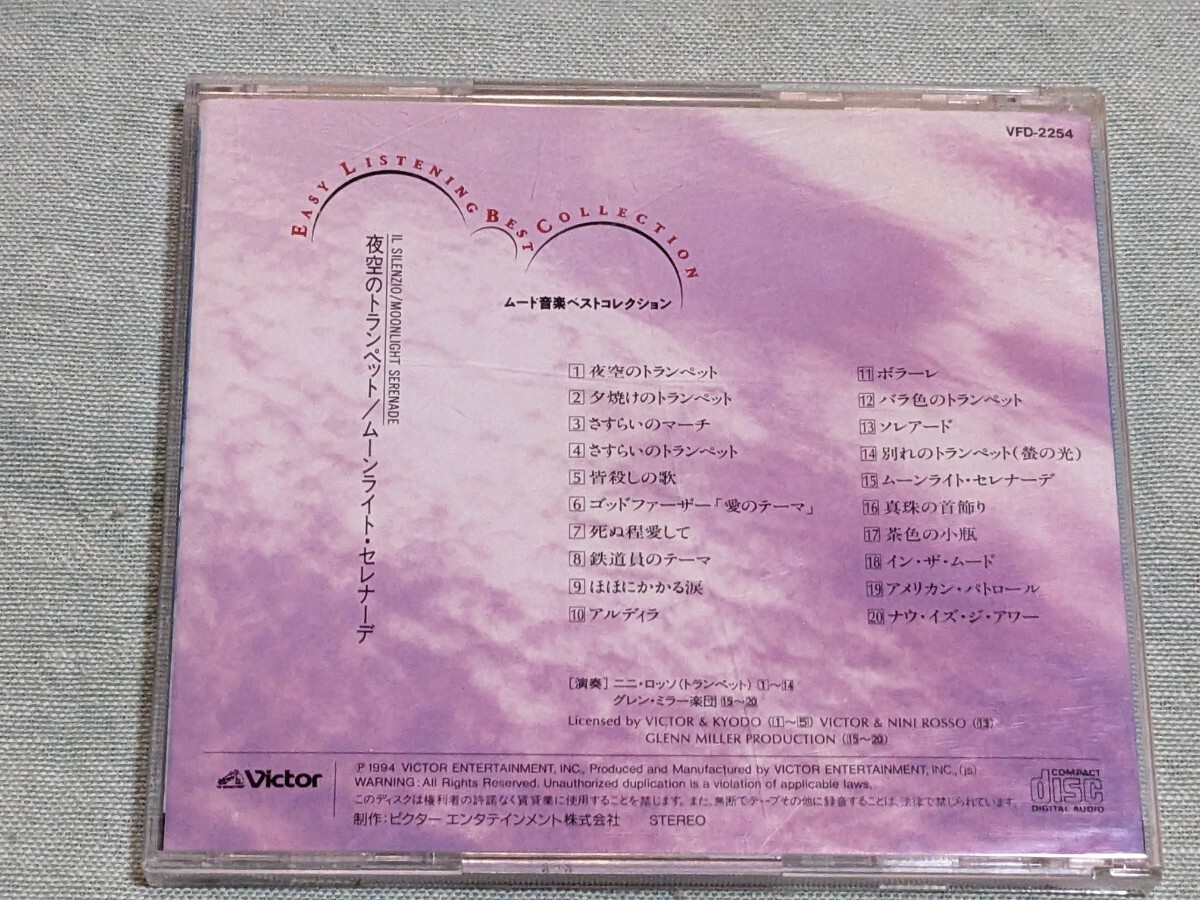 VFD-2254
EASY LISTENING BEST COLLECTION
ムード音楽ベストコレクション
IL SILENZIO/MOONLIGHT SERENADE
夜空のトランペット/ムーンライト・セレナーデ
1 夜空のトランペット
2 夕焼けのトランペット
3 さすらいのマーチ
4 さすらいのトランペット
5 皆殺しの歌
6 ゴッドファーザー「愛のテーマ」
7 死ぬ程愛して
8 鉄道員のテーマ
9 ほほにかかる涙
10 アルディラ
11 ボラーレ
12 バラ色のトランペット
13 ソレアード
14 別れのトランペット(螢の光)
15 ムーンライト・セレナーデ
16 真珠の首飾り
17 茶色の小瓶
18 イン・ザ・ムード
19 アメリカン・パトロール
20 ナウ・イズ・ジ・アワー
[演奏] ニニ・ロッソ(トランペット) 1〜14
グレン・ミラー楽団 15〜20
Licensed by VICTOR & KYODO (1〜5) VICTOR & NINI ROSSO (13)
GLENN MILLER PRODUCTION (15〜20)
Victor
℗ 1994 VICTOR ENTERTAINMENT, INC., Produced and Manufactured by VICTOR ENTERTAINMENT, INC., (js)
WARNING: All Rights Reserved. Unauthorized duplication is a violation of applicable laws.
このディスクは権利者の許諾なく賃貸業に使用することを禁じます。また、無断でテープその他に録音することは、法律で禁じられています。
制作:ビクター エンタテインメント株式会社 STEREO
COMPACT
disc
DIGITAL AUDIO